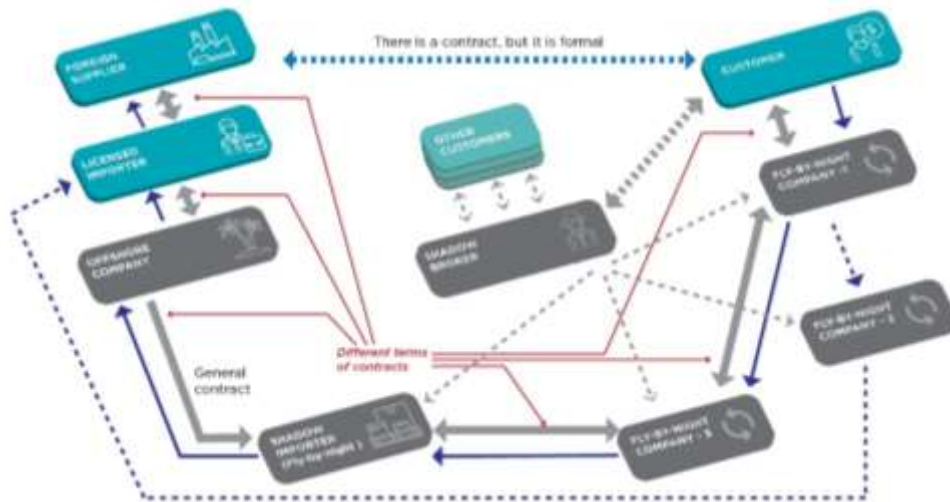 There is a contract, but it is formal
FOREIGN
SUPPLIER
CUSTOMER
LICENSED
IMPORTER
OTHER
CUSTOMERS
FLY-BY-NIGHT
COMPANY -1
OFFSHORE
COMPANY
SHADOW
BROKER
FLY-BY-NIGHT
COMPANY - 2
Different terms
of contracts
General
contract
SHADOW
IMPORTER
(Fly-by-night )
FLY-BY-NIGHT
COMPANY - 3